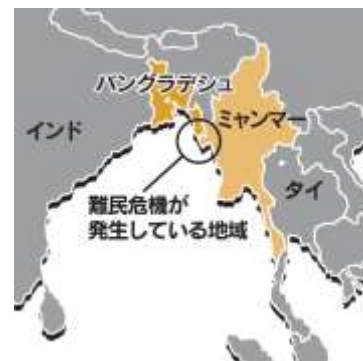 バングラデシュ
インド
ミャンマー
タイ
難民危機が
発生している地域